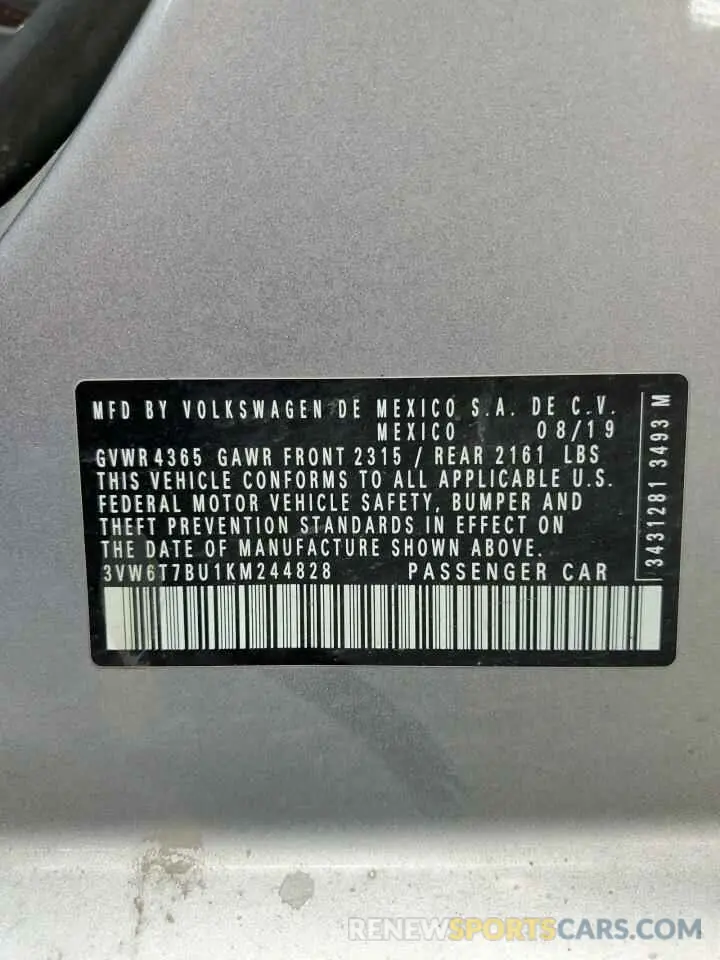 MFD BY VOLKSWAGEN DE MEXICO S.A. DE C.V.
MEXICO 08/19
GVWR 4365 GAWR FRONT 2315 / REAR 2161 LBS
THIS VEHICLE CONFORMS TO ALL APPLICABLE U.S.
FEDERAL MOTOR VEHICLE SAFETY, BUMPER AND
THEFT PREVENTION STANDARDS IN EFFECT ON
THE DATE OF MANUFACTURE SHOWN ABOVE.
3VW6T7BU1KM244828 PASSENGER CAR
3431281 3493 M
RENEWSPORTSCARS.COM